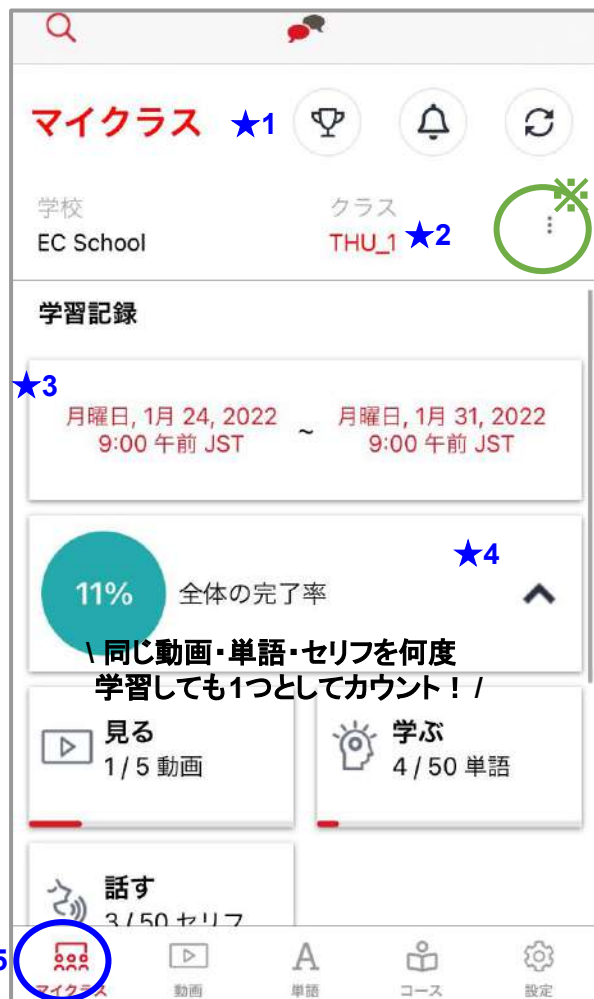 マイクラス ★1
※
学校
クラス
EC School
THU_1 ★2
学習記録
★3
月曜日, 1月 24, 2022
9:00 午前 JST
~
月曜日, 1月 31, 2022
9:00 午前 JST
★4
11%
全体の完了率
\ 同じ動画・単語・セリフを何度
学習しても1つとしてカウント！ /
見る
1 / 5 動画
学ぶ
4 / 50 単語
話す
3 / 50 セリフ
5
マイクラス
動画
A
単語
コース
設定